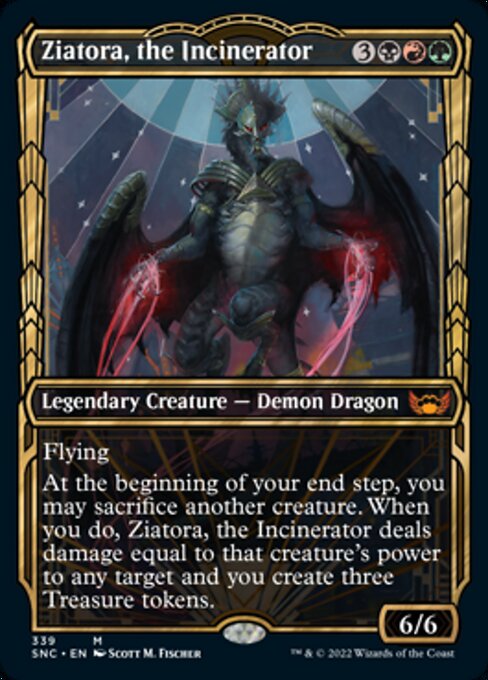 Ziatora, the Incinerator 3
Legendary Creature — Demon Dragon
Flying
At the beginning of your end step, you
may sacrifice another creature. When
you do, Ziatora, the Incinerator deals
damage equal to that creature's power
to any target and you create three
Treasure tokens.
6/6
339 M
SNC • EN Scott M. Fischer ™ & © 2022 Wizards of the Coast